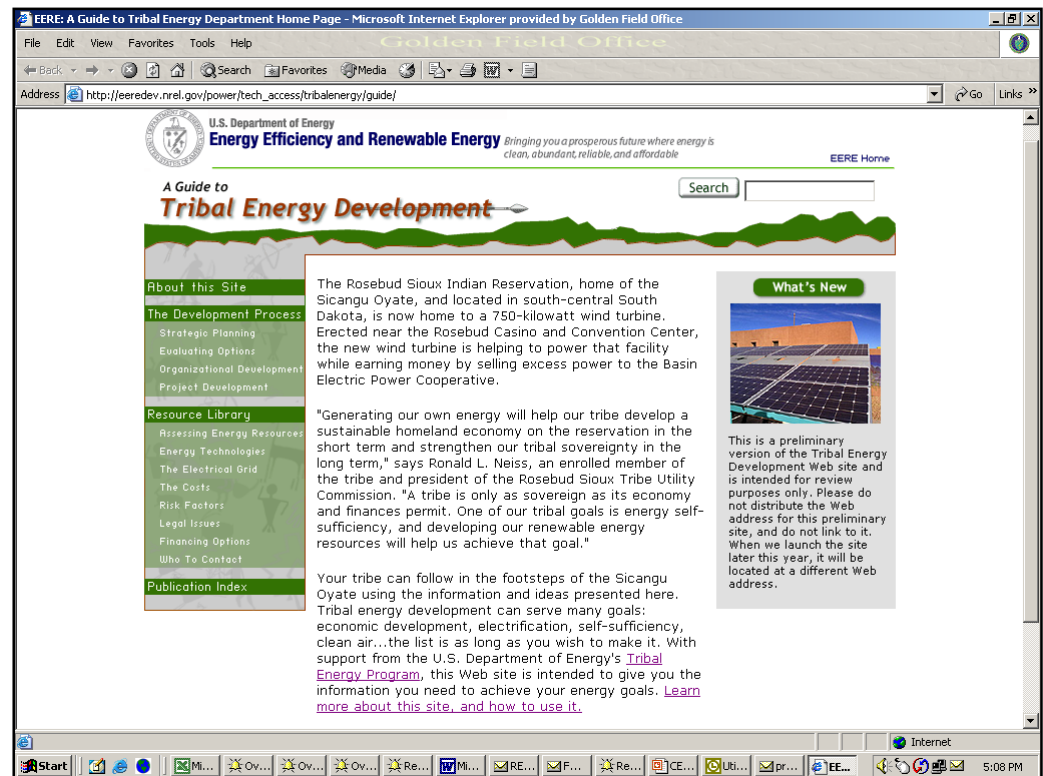 EERE: A Guide to Tribal Energy Department Home Page - Microsoft Internet Explorer provided by Golden Field Office
File Edit View Favorites Tools Help
Golden Field Office
Back Search Favorites Media
Address http://eeredev.nrel.gov/power/tech_access/tribalenergy/guide/ Go Links »
U.S. Department of Energy
Energy Efficiency and Renewable Energy
Bringing you a prosperous future where energy is
clean, abundant, reliable, and affordable
EERE Home
A Guide to
Tribal Energy Development
Search
About this Site
The Development Process
Strategic Planning
Evaluating Options
Organizational Development
Project Development
Resource Library
Assessing Energy Resources
Energy Technologies
The Electrical Grid
The Costs
Risk Factors
Legal Issues
Financing Options
Who To Contact
Publication Index
The Rosebud Sioux Indian Reservation, home of the
Sicangu Oyate, and located in south-central South
Dakota, is now home to a 750-kilowatt wind turbine.
Erected near the Rosebud Casino and Convention Center,
the new wind turbine is helping to power that facility
while earning money by selling excess power to the Basin
Electric Power Cooperative.
"Generating our own energy will help our tribe develop a
sustainable homeland economy on the reservation in the
short term and strengthen our tribal sovereignty in the
long term," says Ronald L. Neiss, an enrolled member of
the tribe and president of the Rosebud Sioux Tribe Utility
Commission. "A tribe is only as sovereign as its economy
and finances permit. One of our tribal goals is energy self-
sufficiency, and developing our renewable energy
resources will help us achieve that goal."
Your tribe can follow in the footsteps of the Sicangu
Oyate using the information and ideas presented here.
Tribal energy development can serve many goals:
economic development, electrification, self-sufficiency,
clean air...the list is as long as you wish to make it. With
support from the U.S. Department of Energy's Tribal
Energy Program, this Web site is intended to give you the
information you need to achieve your energy goals. Learn
more about this site, and how to use it.
What's New
This is a preliminary
version of the Tribal Energy
Development Web site and
is intended for review
purposes only. Please do
not distribute the Web
address for this preliminary
site, and do not link to it.
When we launch the site
later this year, it will be
located at a different Web
address.
Internet
Start Mi... Ov... Ov... Ov... Re... Mi... RE... F... Re... CE... Uti... pr... EE... 5:08 PM